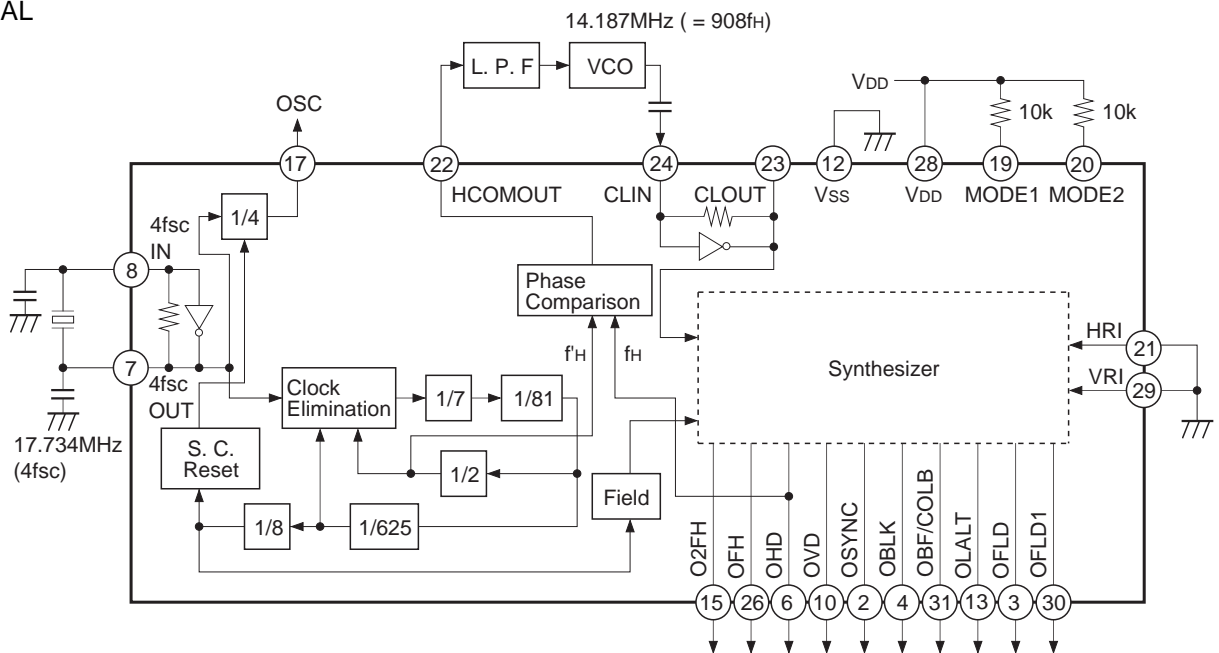 AL
14.187MHz ( = 908fH)
L. P. F
VCO
OSC
VDD
10k
10k
17
22
24
23
12
28
19
20
HCOMOUT
CLIN
CLOUT
VSS
VDD
MODE1
MODE2
4fsc
IN
1/4
8
Phase
Comparison
7
4fsc
OUT
f'H
fH
Synthesizer
HRI
21
VRI
29
Clock
Elimination
1/7
1/81
17.734MHz
(4fsc)
S. C.
Reset
1/2
Field
1/8
1/625
O2FH
OFH
OHD
OVD
OSYNC
OBLK
OBF/COLB
OLALT
OFLD
OFLD1
15
26
6
10
2
4
31
13
3
30